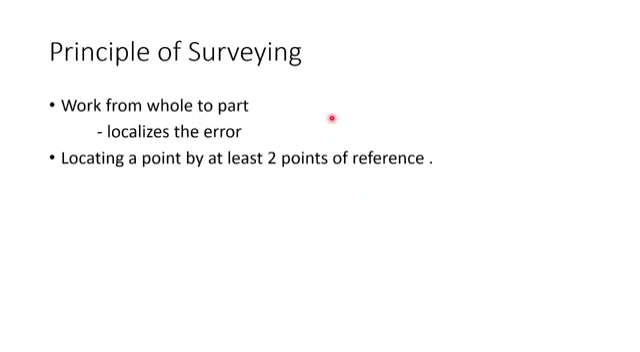 Principle of Surveying
• Work from whole to part
- localizes the error
• Locating a point by at least 2 points of reference .